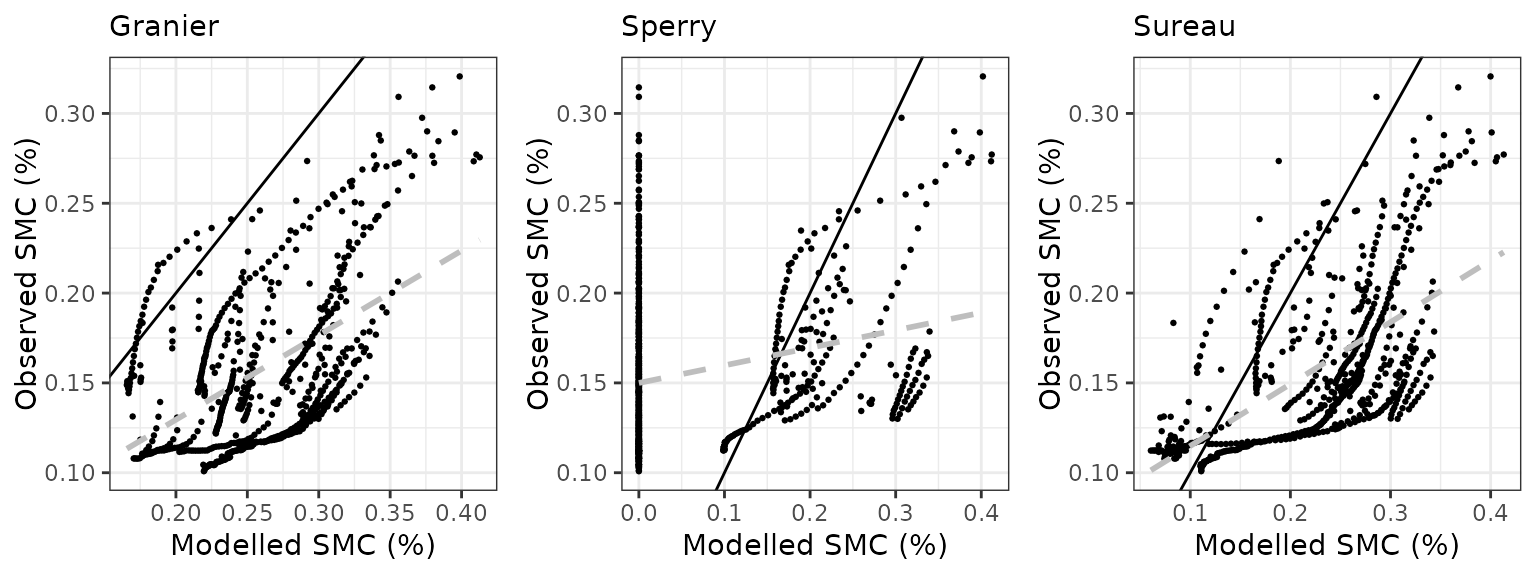 Granier
Sperry
Sureau
Observed SMC (%)
0.30
0.25
0.20
0.15
0.10
0.20 0.25 0.30 0.35 0.40
Modelled SMC (%)
Observed SMC (%)
0.30
0.25
0.20
0.15
0.10
0.0 0.1 0.2 0.3 0.4
Modelled SMC (%)
Observed SMC (%)
0.30
0.25
0.20
0.15
0.10
0.1 0.2 0.3 0.4
Modelled SMC (%)